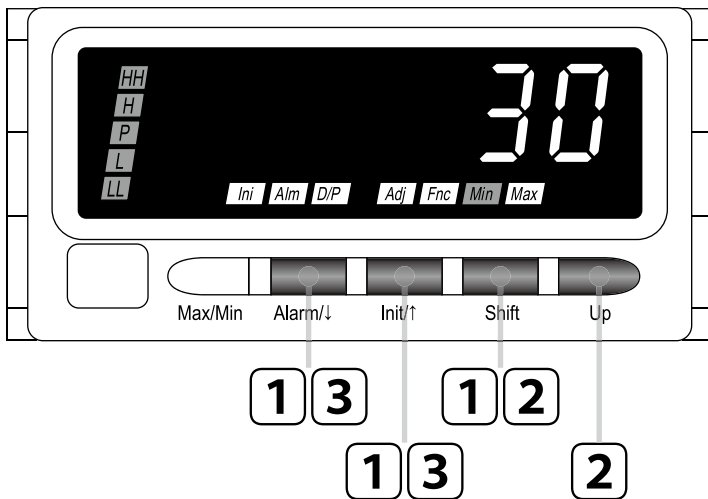 HH
30
H
P
L
LL
Ini Alm D/P Adj Fnc Min Max
Max/Min Alarm/↓ Init/↑ Shift Up
1 3 1 2
1 3 2